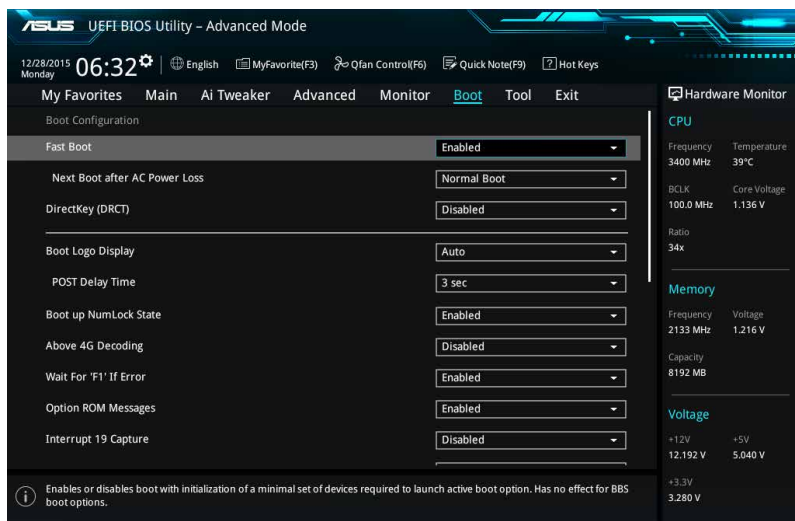 ASUS UEFI BIOS Utility – Advanced Mode
12/28/2015
Monday
06:32
English
MyFavorite(F3)
Qfan Control(F6)
Quick Note(F9)
? Hot Keys
My Favorites Main Ai Tweaker Advanced Monitor Boot Tool Exit
Boot Configuration
Fast Boot Enabled
Next Boot after AC Power Loss Normal Boot
DirectKey (DRCT) Disabled
Boot Logo Display Auto
POST Delay Time 3 sec
Boot up NumLock State Enabled
Above 4G Decoding Disabled
Wait For 'F1' If Error Enabled
Option ROM Messages Enabled
Interrupt 19 Capture Disabled
i Enables or disables boot with initialization of a minimal set of devices required to launch active boot option. Has no effect for BBS
boot options.
Hardware Monitor
CPU
Frequency Temperature
3400 MHz 39°C
BCLK Core Voltage
100.0 MHz 1.136 V
Ratio
34x
Memory
Frequency Voltage
2133 MHz 1.216 V
Capacity
8192 MB
Voltage
+12V +5V
12.192 V 5.040 V
+3.3V
3.280 V